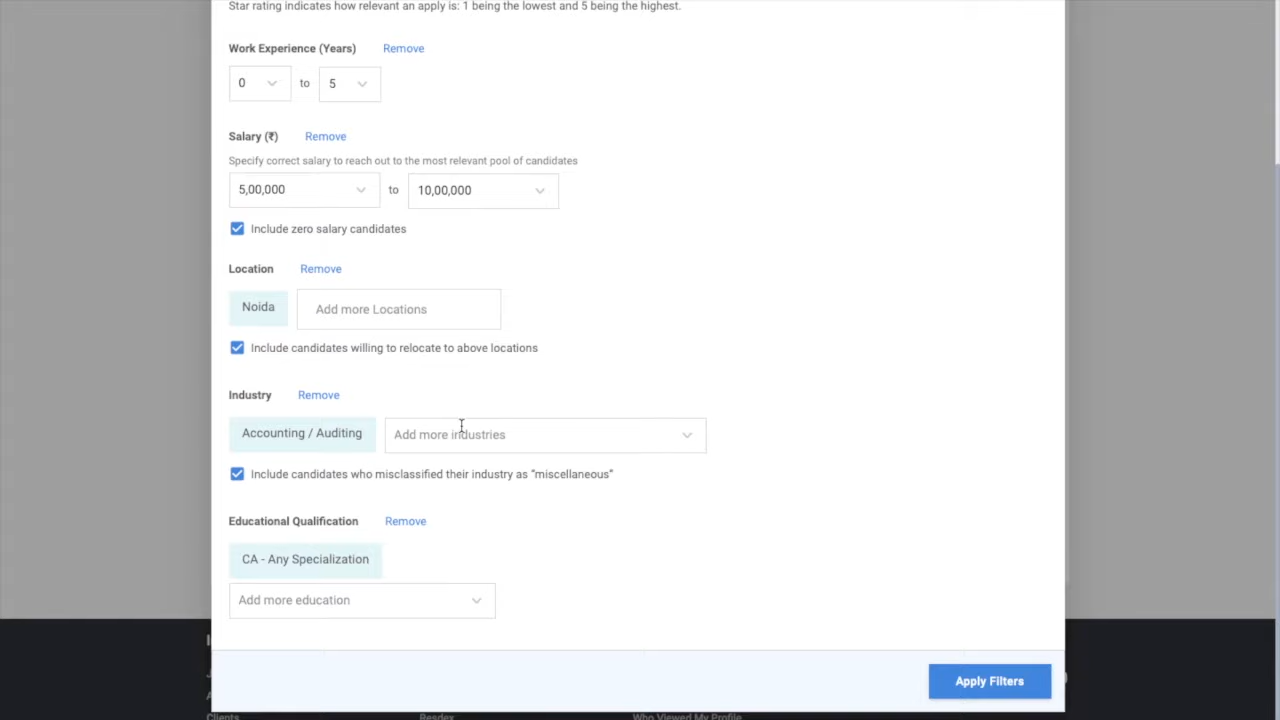 Star rating indicates how relevant an apply is: 1 being the lowest and 5 being the highest.
Work Experience (Years) Remove
0 to 5
Salary (₹) Remove
Specify correct salary to reach out to the most relevant pool of candidates
5,00,000 to 10,00,000
Include zero salary candidates
Location Remove
Noida Add more Locations
Include candidates willing to relocate to above locations
Industry Remove
Accounting / Auditing Add more industries
Include candidates who misclassified their industry as “miscellaneous”
Educational Qualification Remove
CA - Any Specialization
Add more education
Apply Filters
Clients Resdex Who Viewed My Profile